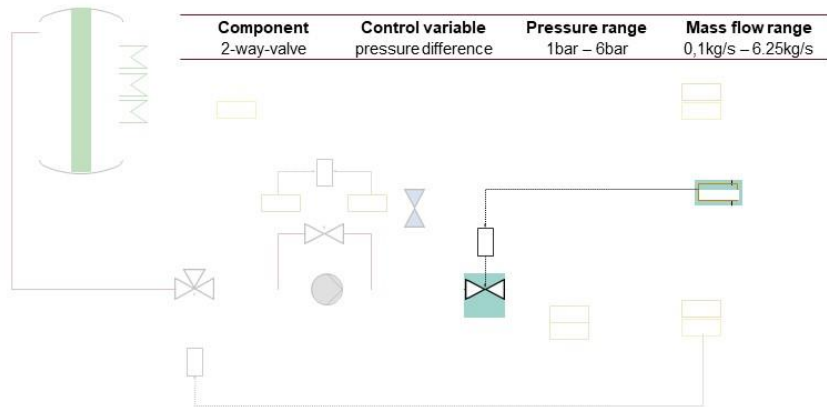 Component Control variable Pressure range Mass flow range
2-way-valve pressure difference 1bar – 6bar 0,1kg/s – 6.25kg/s